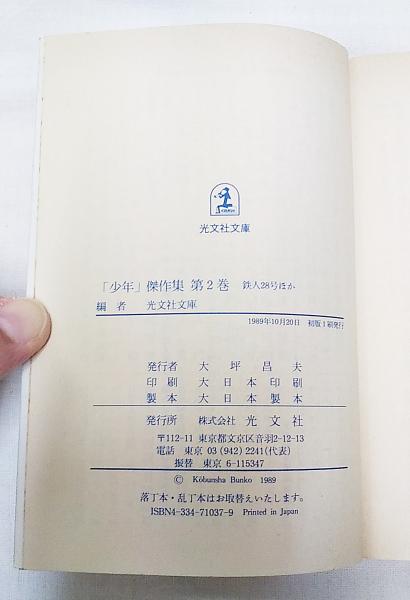 光文社文庫
「少年」傑作集 第2巻 鉄人28号ほか
編者 光文社文庫
1989年10月20日 初版1刷発行
発行者 大坪昌夫
印刷 大日本印刷
製本 大日本製本
発行所 株式会社 光文社
〒112-11 東京都文京区音羽2-12-13
電話 東京 03 (942) 2241(代表)
振替 東京 6-115347
© Kōbunsha Bunko 1989
落丁本・乱丁本はお取替えいたします。
ISBN4-334-71037-9 Printed in Japan